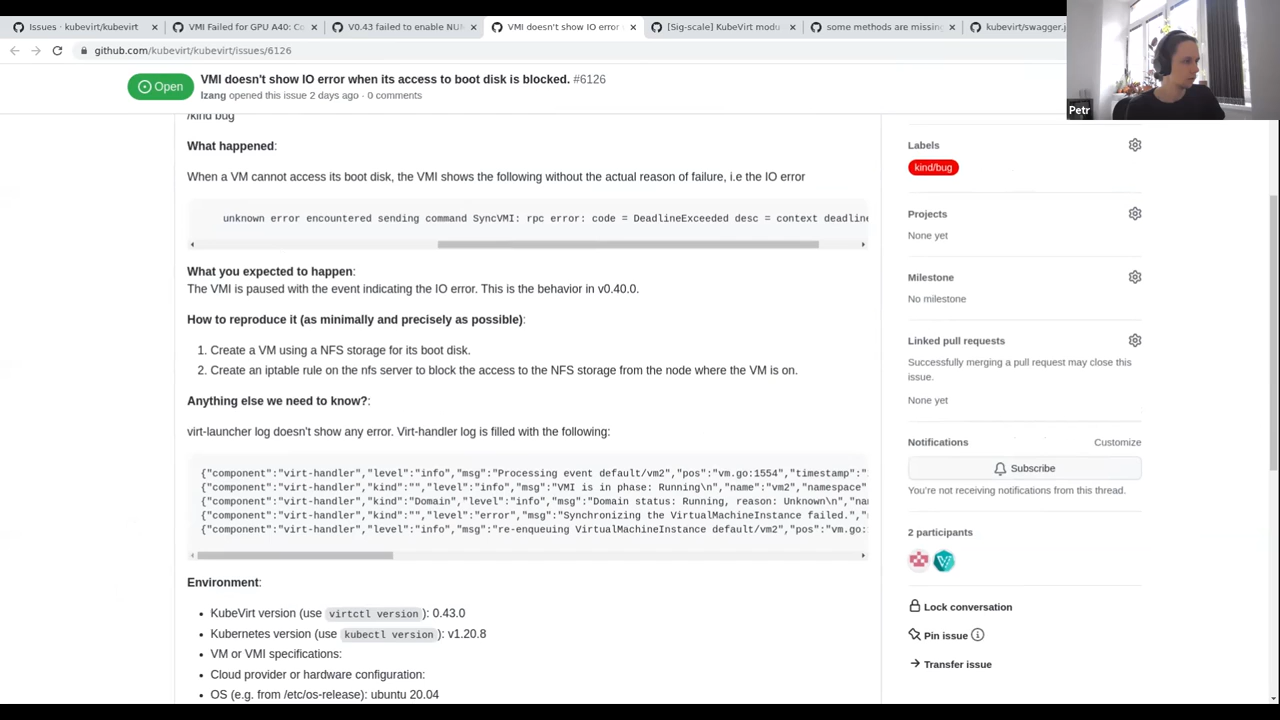 Issues · kubevirt/kubevirt
VMI Failed for GPU A40: Co
V0.43 failed to enable NUM
VMI doesn't show IO error
[Sig-scale] KubeVirt modu
some methods are missing
kubevirt/swagger.j
github.com/kubevirt/kubevirt/issues/6126
Petr
Open
VMI doesn't show IO error when its access to boot disk is blocked. #6126
lzang opened this issue 2 days ago · 0 comments
/kind bug
What happened:
When a VM cannot access its boot disk, the VMI shows the following without the actual reason of failure, i.e the IO error
unknown error encountered sending command SyncVMI: rpc error: code = DeadlineExceeded desc = context deadline
What you expected to happen:
The VMI is paused with the event indicating the IO error. This is the behavior in v0.40.0.
How to reproduce it (as minimally and precisely as possible):
1. Create a VM using a NFS storage for its boot disk.
2. Create an iptable rule on the nfs server to block the access to the NFS storage from the node where the VM is on.
Anything else we need to know?:
virt-launcher log doesn't show any error. Virt-handler log is filled with the following:
{"component":"virt-handler","level":"info","msg":"Processing event default/vm2","pos":"vm.go:1554","timestamp":"
{"component":"virt-handler","kind":"","level":"info","msg":"VMI is in phase: Running\n","name":"vm2","namespace"
{"component":"virt-handler","kind":"Domain","level":"info","msg":"Domain status: Running, reason: Unknown\n","na
{"component":"virt-handler","kind":"","level":"error","msg":"Synchronizing the VirtualMachineInstance failed.","
{"component":"virt-handler","level":"info","msg":"re-enqueuing VirtualMachineInstance default/vm2","pos":"vm.go:
Environment:
• KubeVirt version (use virtctl version): 0.43.0
• Kubernetes version (use kubectl version): v1.20.8
• VM or VMI specifications:
• Cloud provider or hardware configuration:
• OS (e.g. from /etc/os-release): ubuntu 20.04
Labels
kind/bug
Projects
None yet
Milestone
No milestone
Linked pull requests
Successfully merging a pull request may close this
issue.
None yet
Notifications
Customize
Subscribe
You're not receiving notifications from this thread.
2 participants
Lock conversation
Pin issue
Transfer issue